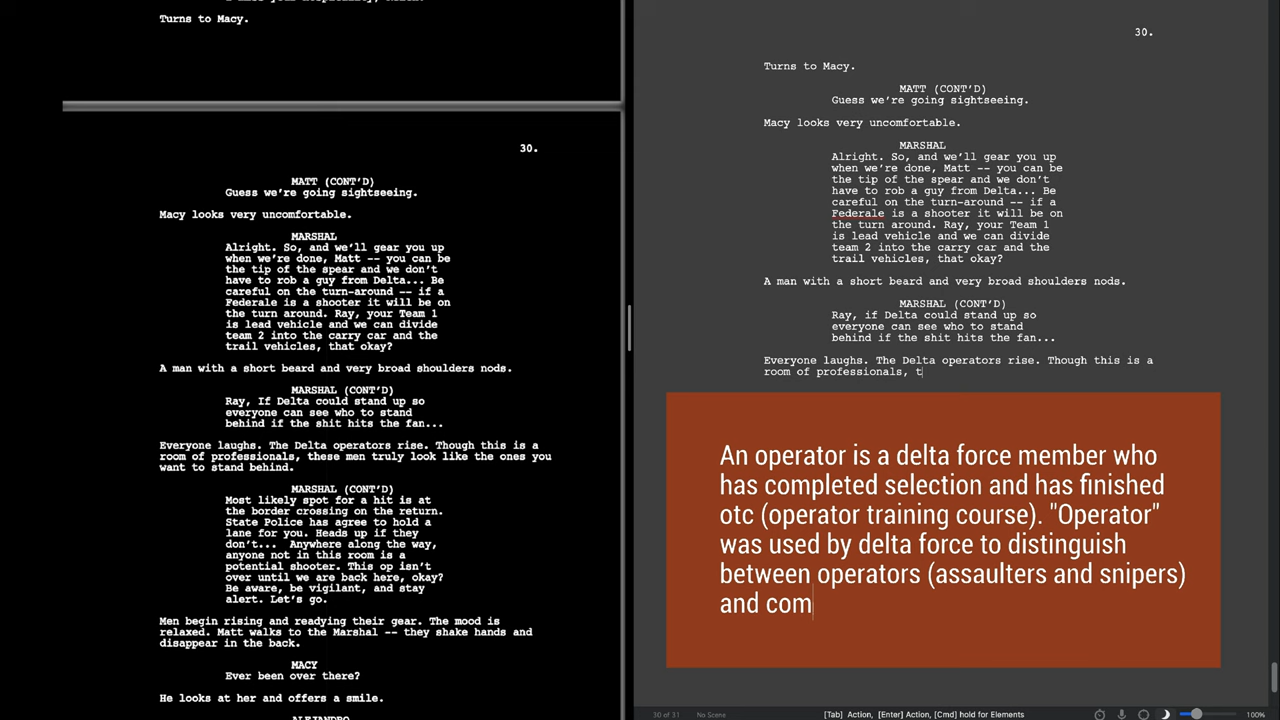 Turns to Macy.
30.
MATT (CONT'D)
Guess we're going sightseeing.
Macy looks very uncomfortable.
MARSHAL
Alright. So, and we'll gear you up
when we're done, Matt -- you can be
the tip of the spear and we don't
have to rob a guy from Delta... Be
careful on the turn-around -- if a
Federale is a shooter it will be on
the turn around. Ray, your Team 1
is lead vehicle and we can divide
team 2 into the carry car and the
trail vehicles, that okay?
A man with a short beard and very broad shoulders nods.
MARSHAL (CONT'D)
Ray, If Delta could stand up so
everyone can see who to stand
behind if the shit hits the fan...
Everyone laughs. The Delta operators rise. Though this is a
room of professionals, these men truly look like the ones you
want to stand behind.
MARSHAL (CONT'D)
Most likely spot for a hit is at
the border crossing on the return.
State Police has agree to hold a
lane for you. Heads up if they
don't... Anywhere along the way,
anyone not in this room is a
potential shooter. This op isn't
over until we are back here, okay?
Be aware, be vigilant, and stay
alert. Let's go.
Men begin rising and readying their gear. The mood is
relaxed. Matt walks to the Marshal -- they shake hands and
disappear in the back.
MACY
Ever been over there?
He looks at her and offers a smile.
30.
Turns to Macy.
MATT (CONT'D)
Guess we're going sightseeing.
Macy looks very uncomfortable.
MARSHAL
Alright. So, and we'll gear you up
when we're done, Matt -- you can be
the tip of the spear and we don't
have to rob a guy from Delta... Be
careful on the turn-around -- if a
Federale is a shooter it will be on
the turn around. Ray, your Team 1
is lead vehicle and we can divide
team 2 into the carry car and the
trail vehicles, that okay?
A man with a short beard and very broad shoulders nods.
MARSHAL (CONT'D)
Ray, if Delta could stand up so
everyone can see who to stand
behind if the shit hits the fan...
Everyone laughs. The Delta operators rise. Though this is a
room of professionals, t
An operator is a delta force member who
has completed selection and has finished
otc (operator training course). "Operator"
was used by delta force to distinguish
between operators (assaulters and snipers)
and com
30 of 31 No Scene [Tab] Action, [Enter] Action, [Cmd] hold for Elements 100%